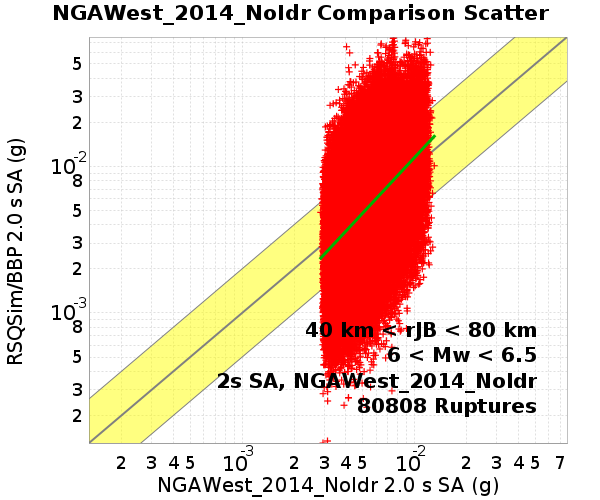 NGAWest_2014_NoIdr Comparison Scatter
RSQSim/BBP 2.0 s SA (g)
5
3
2
10-2
8
5
3
2
10-3
8
5
3
2
40 km < rJB < 80 km
6 < Mw < 6.5
2s SA, NGAWest_2014_NoIdr
80808 Ruptures
2 3 4 5 10-3 2 3 4 5 10-2 2 3 4 5 7
NGAWest_2014_NoIdr 2.0 s SA (g)